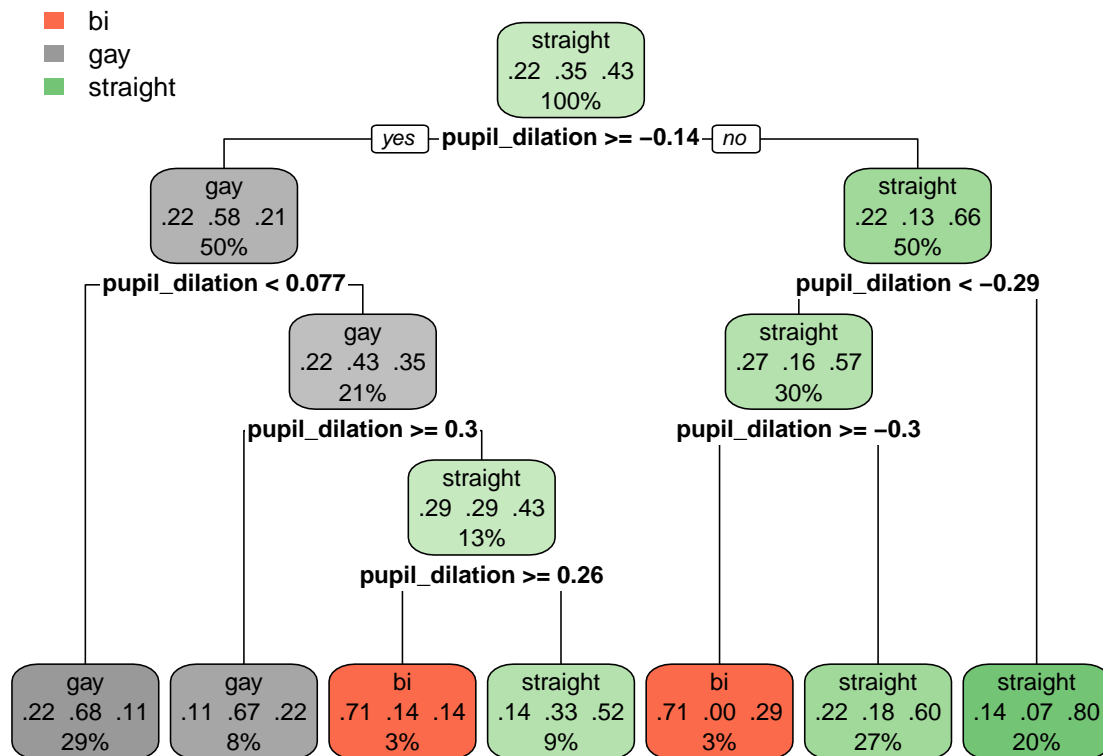 bi
gay
straight
straight
.22 .35 .43
100%
yes pupil_dilation >= −0.14 no
gay
.22 .58 .21
50%
straight
.22 .13 .66
50%
pupil_dilation < 0.077
pupil_dilation < −0.29
gay
.22 .43 .35
21%
straight
.27 .16 .57
30%
pupil_dilation >= 0.3
pupil_dilation >= −0.3
straight
.29 .29 .43
13%
pupil_dilation >= 0.26
gay
.22 .68 .11
29%
gay
.11 .67 .22
8%
bi
.71 .14 .14
3%
straight
.14 .33 .52
9%
bi
.71 .00 .29
3%
straight
.22 .18 .60
27%
straight
.14 .07 .80
20%